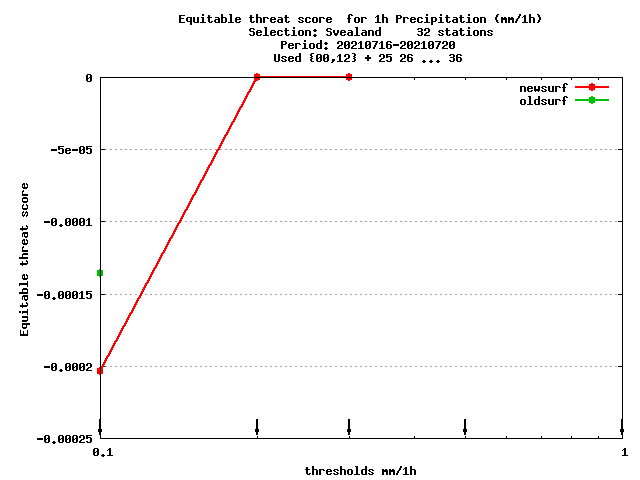 Equitable threat score  for 1h Precipitation (mm/1h)
Selection: Svealand     32 stations
Period: 20210716-20210720
Used {00,12} + 25 26 ... 36
newsurf
oldsurf
0
-5e-05
-0.0001
-0.00015
-0.0002
-0.00025
0.1
1
Equitable threat score
thresholds mm/1h